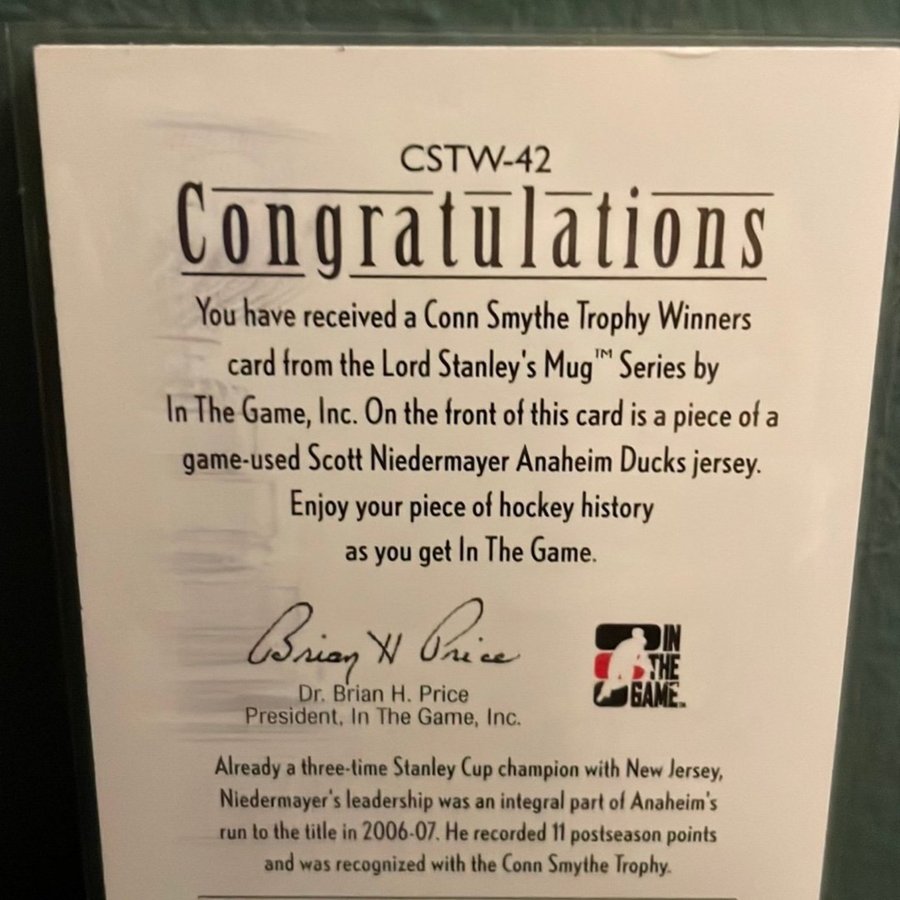 CSTW-42
Congratulations
You have received a Conn Smythe Trophy Winners
card from the Lord Stanley's Mug™ Series by
In The Game, Inc. On the front of this card is a piece of a
game-used Scott Niedermayer Anaheim Ducks jersey.
Enjoy your piece of hockey history
as you get In The Game.
Brian H Price
Dr. Brian H. Price
President, In The Game, Inc.
IN
THE
GAME™
Already a three-time Stanley Cup champion with New Jersey,
Niedermayer's leadership was an integral part of Anaheim's
run to the title in 2006-07. He recorded 11 postseason points
and was recognized with the Conn Smythe Trophy.